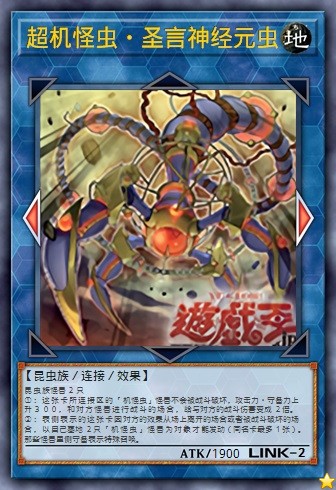 超机怪虫·圣言神经元虫
地
遊戯王
【昆虫族/连接/效果】
昆虫族怪兽2只
①：这张卡所连接区的「机怪虫」怪兽不会被战斗破坏，攻击力·守备力上
升300，和对方怪兽进行战斗的场合，给与对方的战斗伤害变成2倍。
②：表侧表示的这张卡因对方的效果从场上离开的场合或者被战斗破坏的场
合，以自己墓地2只「机怪虫」怪兽为对象才能发动（同名卡最多1张）。
那些怪兽里侧守备表示特殊召唤。
ATK/1900 LINK-2